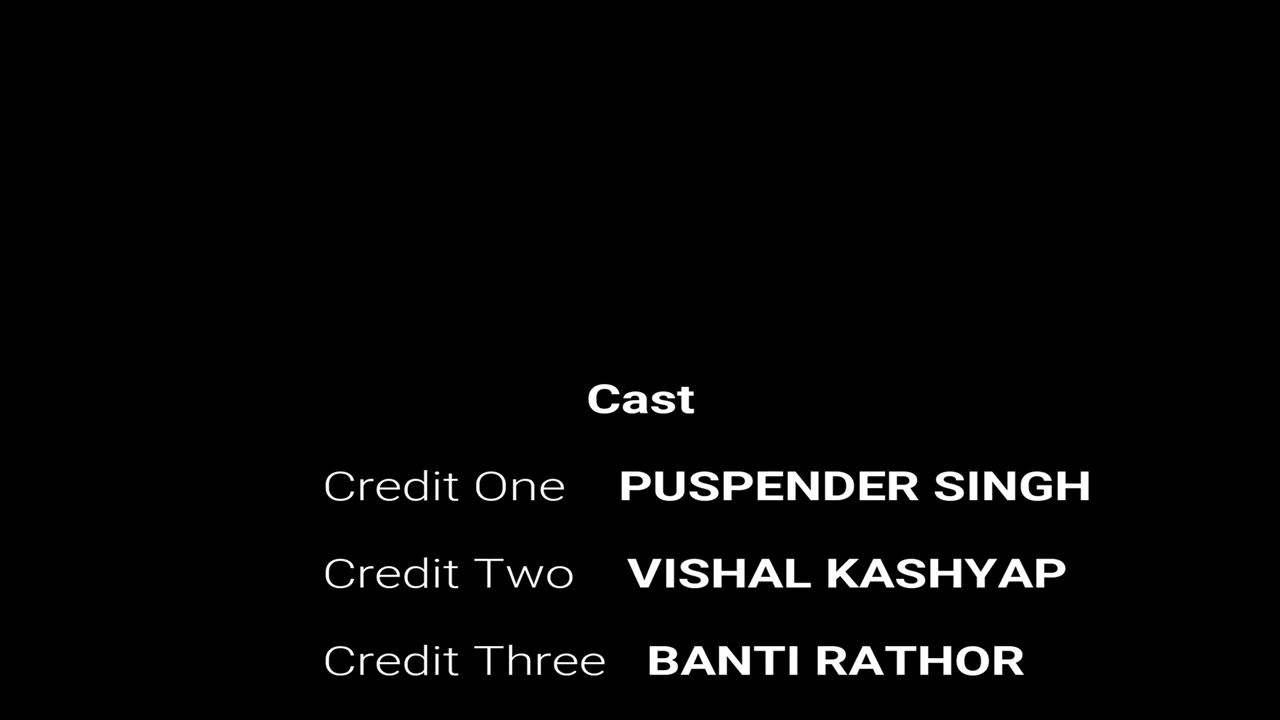 Cast
Credit One PUSPENDER SINGH
Credit Two VISHAL KASHYAP
Credit Three BANTI RATHOR